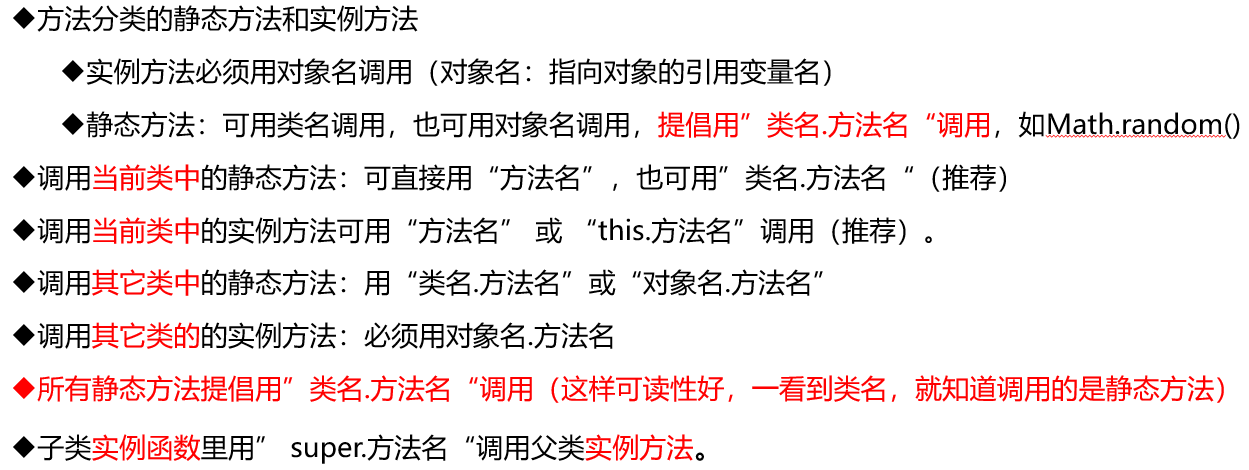 ◆方法分类的静态方法和实例方法
◆实例方法必须用对象名调用（对象名：指向对象的引用变量名）
◆静态方法：可用类名调用，也可用对象名调用，提倡用”类名.方法名“调用，如Math.random()
◆调用当前类中的静态方法：可直接用“方法名”，也可用”类名.方法名“（推荐）
◆调用当前类中的实例方法可用“方法名” 或 “this.方法名”调用（推荐）。
◆调用其它类中的静态方法：用“类名.方法名”或“对象名.方法名”
◆调用其它类的的实例方法：必须用对象名.方法名
◆所有静态方法提倡用”类名.方法名“调用（这样可读性好，一看到类名，就知道调用的是静态方法）
◆子类实例函数里用” super.方法名“调用父类实例方法。